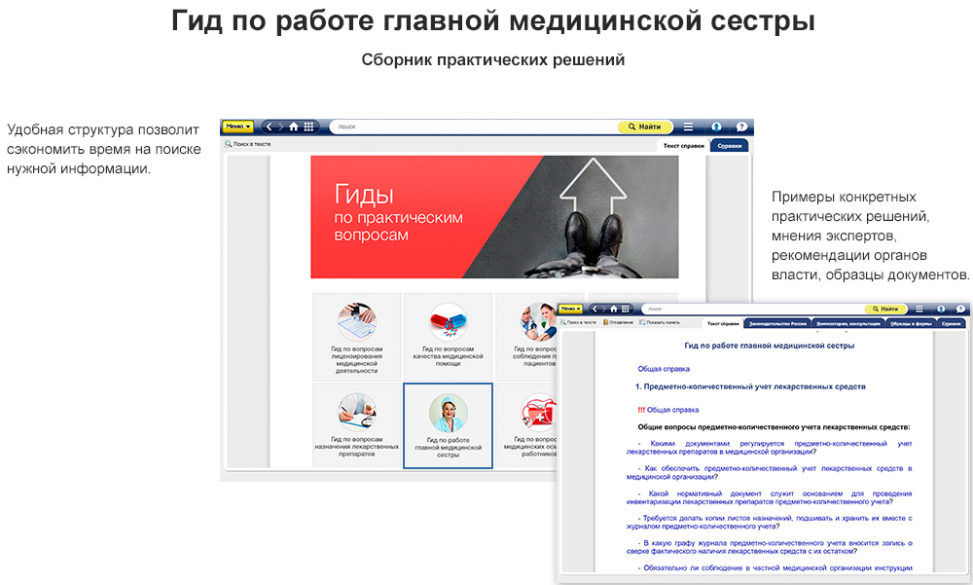 Гид по работе главной медицинской сестры
Сборник практических решений
Удобная структура позволит
сэкономить время на поиске
нужной информации.
Меню
поиск
Найти
Поиск в тексте
Текст справки
Справки
Гиды
по практическим
вопросам
Гид по вопросам
лицензирования
медицинской
деятельности
Гид по вопросам
качества медицинской
помощи
Гид по вопрос
соблюдения п
пациентов
Гид по вопросам
назначения лекарственных
препаратов
Гид по работе
главной медицинской
сестры
Гид по вопрос
медицинских ос
работников
Примеры конкретных
практических решений,
мнения экспертов,
рекомендации органов
власти, образцы документов.
Меню
поиск
Найти
Поиск в тексте
Оглавление
Показать панель
Текст справки
Законодательство России
Комментарии, консультации
Образцы и формы
Справки
Гид по работе главной медицинской сестры
Общая справка
1. Предметно-количественный учет лекарственных средств
!!! Общая справка
Общие вопросы предметно-количественного учета лекарственных средств:
- Какими документами регулируется предметно-количественный учет
лекарственных препаратов в медицинской организации?
- Как обеспечить предметно-количественный учет лекарственных средств в
медицинской организации?
- Какой нормативный документ служит основанием для проведения
инвентаризации лекарственных препаратов предметно-количественного учета?
- Требуется делать копии листов назначений, подшивать и хранить их вместе с
журналом предметно-количественного учета?
- В какую графу журнала предметно-количественного учета вносится запись о
сверке фактического наличия лекарственных средств с их остатком?
- Обязательно ли соблюдение в частной медицинской организации инструкции